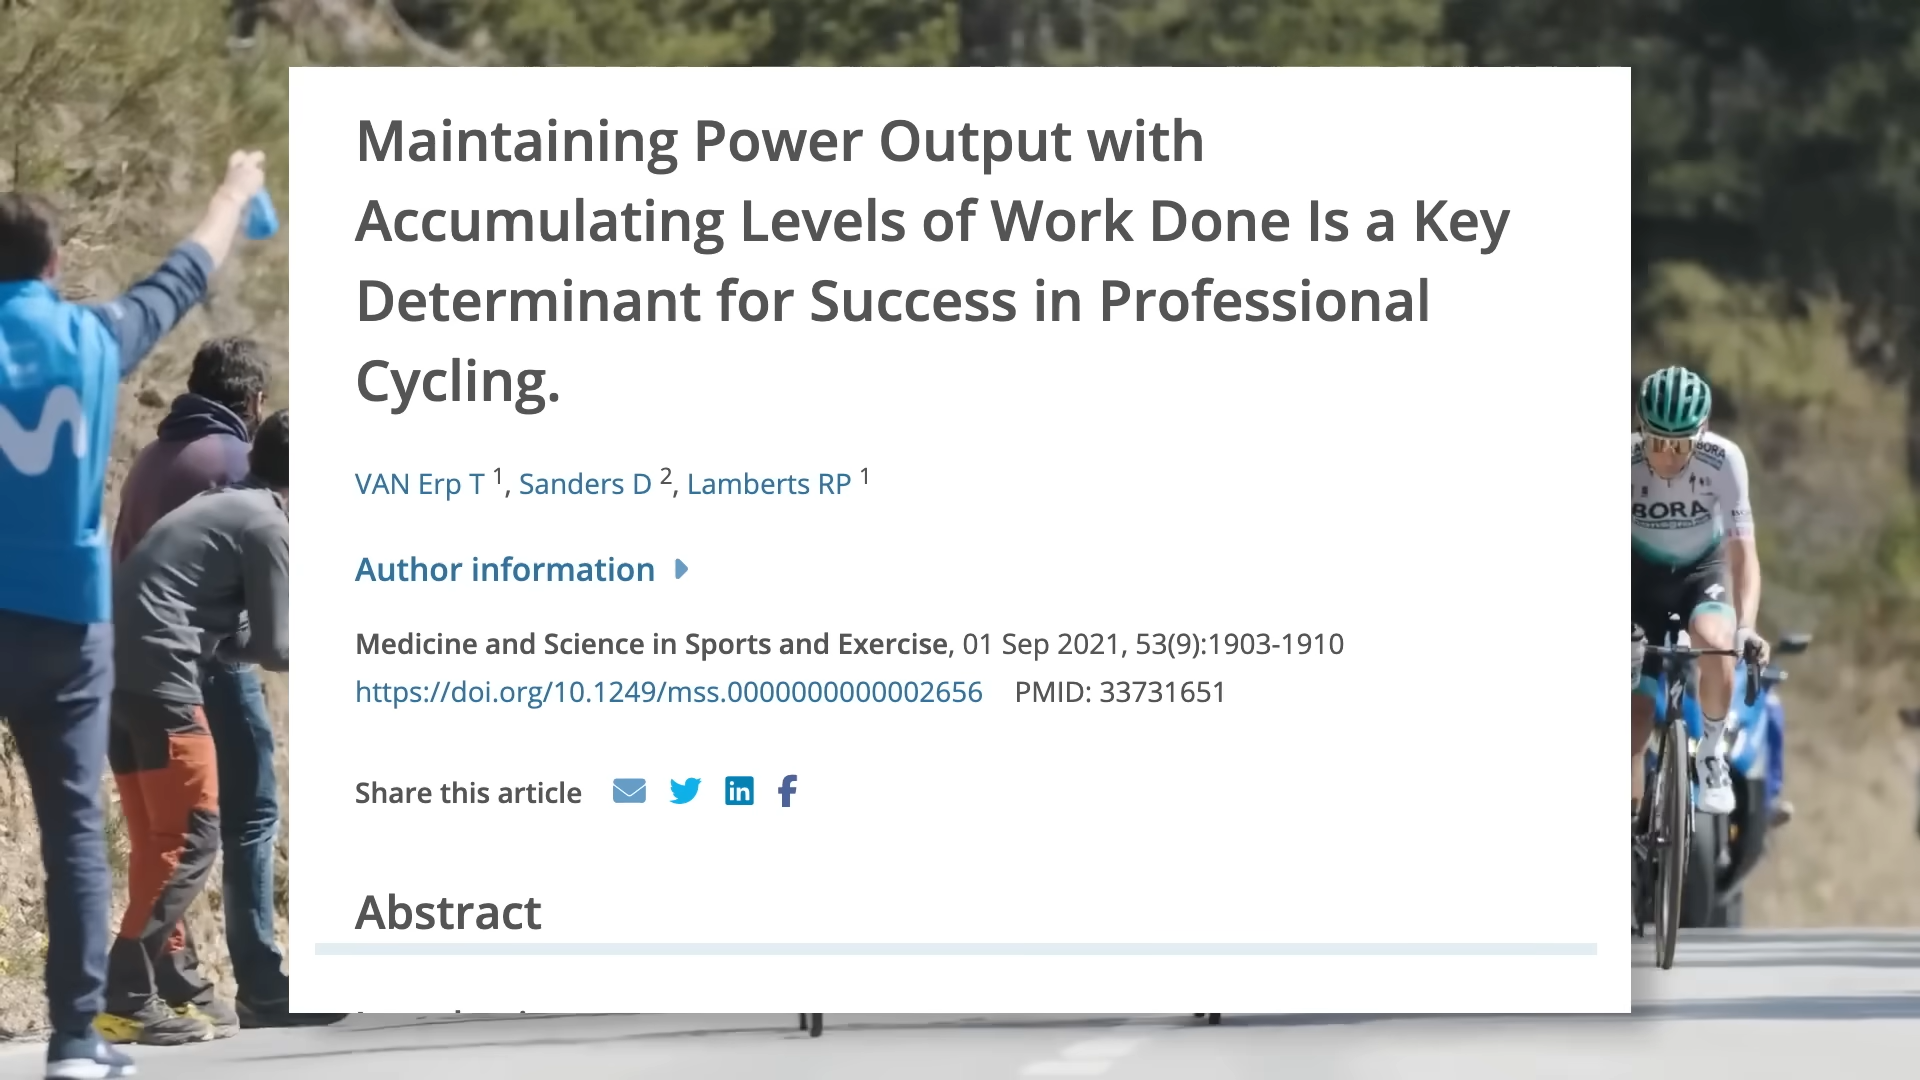 Maintaining Power Output with
Accumulating Levels of Work Done Is a Key
Determinant for Success in Professional
Cycling.
VAN Erp T 1, Sanders D 2, Lamberts RP 1
Author information
Medicine and Science in Sports and Exercise, 01 Sep 2021, 53(9):1903-1910
https://doi.org/10.1249/mss.0000000000002656 PMID: 33731651
Share this article
Abstract
BORA
BORA